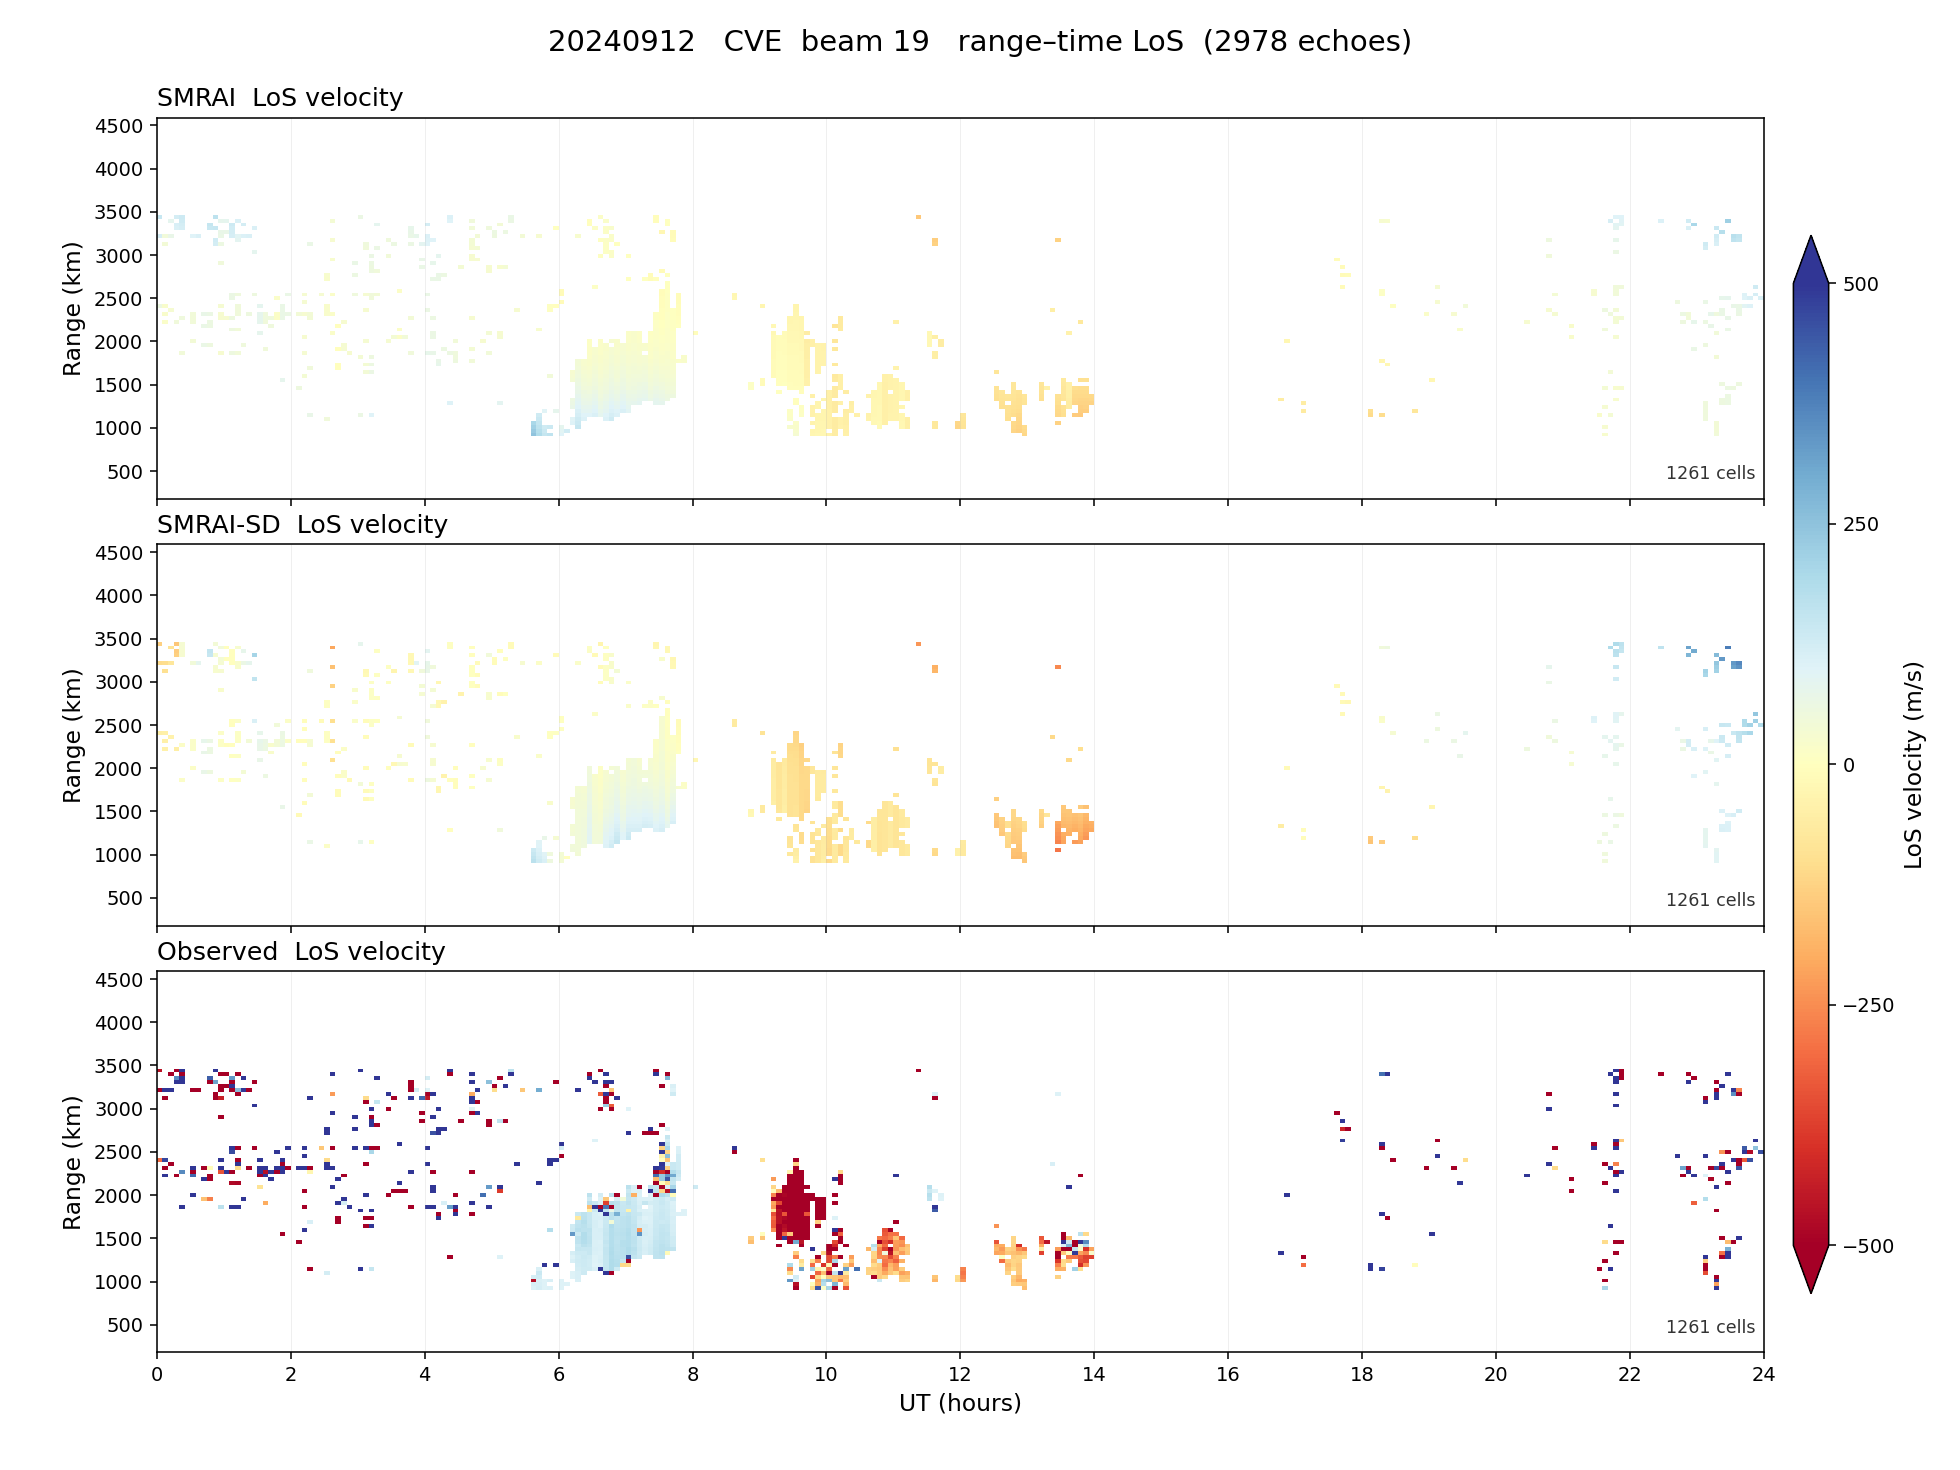 20240912   CVE  beam 19   range–time LoS  (2978 echoes)
SMRAI  LoS velocity
4500
4000
3500
3000
2500
2000
1500
1000
500
Range (km)
1261 cells
SMRAI-SD  LoS velocity
4500
4000
3500
3000
2500
2000
1500
1000
500
Range (km)
1261 cells
Observed  LoS velocity
4500
4000
3500
3000
2500
2000
1500
1000
500
Range (km)
1261 cells
0 2 4 6 8 10 12 14 16 18 20 22 24
UT (hours)
500
250
0
−250
−500
LoS velocity (m/s)